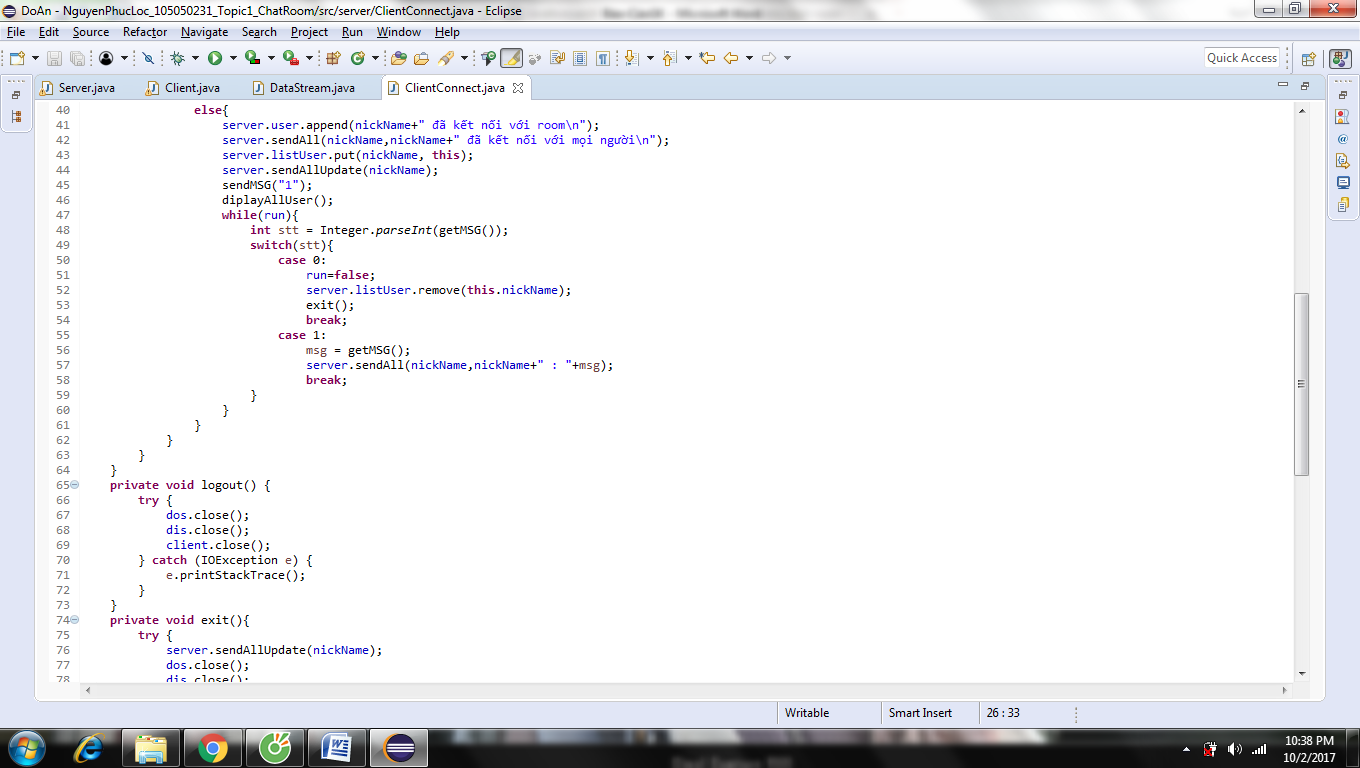 DoAn - NguyenPhucLoc_105050231_Topic1_ChatRoom/src/server/ClientConnect.java - Eclipse
File Edit Source Refactor Navigate Search Project Run Window Help
Quick Access
Server.java Client.java DataStream.java ClientConnect.java
40 else{
41 server.user.append(nickName+" đã kết nối với room\n");
42 server.sendAll(nickName,nickName+" đã kết nối với mọi người\n");
43 server.listUser.put(nickName, this);
44 server.sendAllUpdate(nickName);
45 sendMSG("1");
46 diplayAllUser();
47 while(run){
48 int stt = Integer.parseInt(getMSG());
49 switch(stt){
50 case 0:
51 run=false;
52 server.listUser.remove(this.nickName);
53 exit();
54 break;
55 case 1:
56 msg = getMSG();
57 server.sendAll(nickName,nickName+" : "+msg);
58 break;
59 }
60 }
61 }
62 }
63 }
64 }
65 private void logout() {
66 try {
67 dos.close();
68 dis.close();
69 client.close();
70 } catch (IOException e) {
71 e.printStackTrace();
72 }
73 }
74 private void exit(){
75 try {
76 server.sendAllUpdate(nickName);
77 dos.close();
78 dis.close();
Writable Smart Insert 26 : 33
10:38 PM
10/2/2017